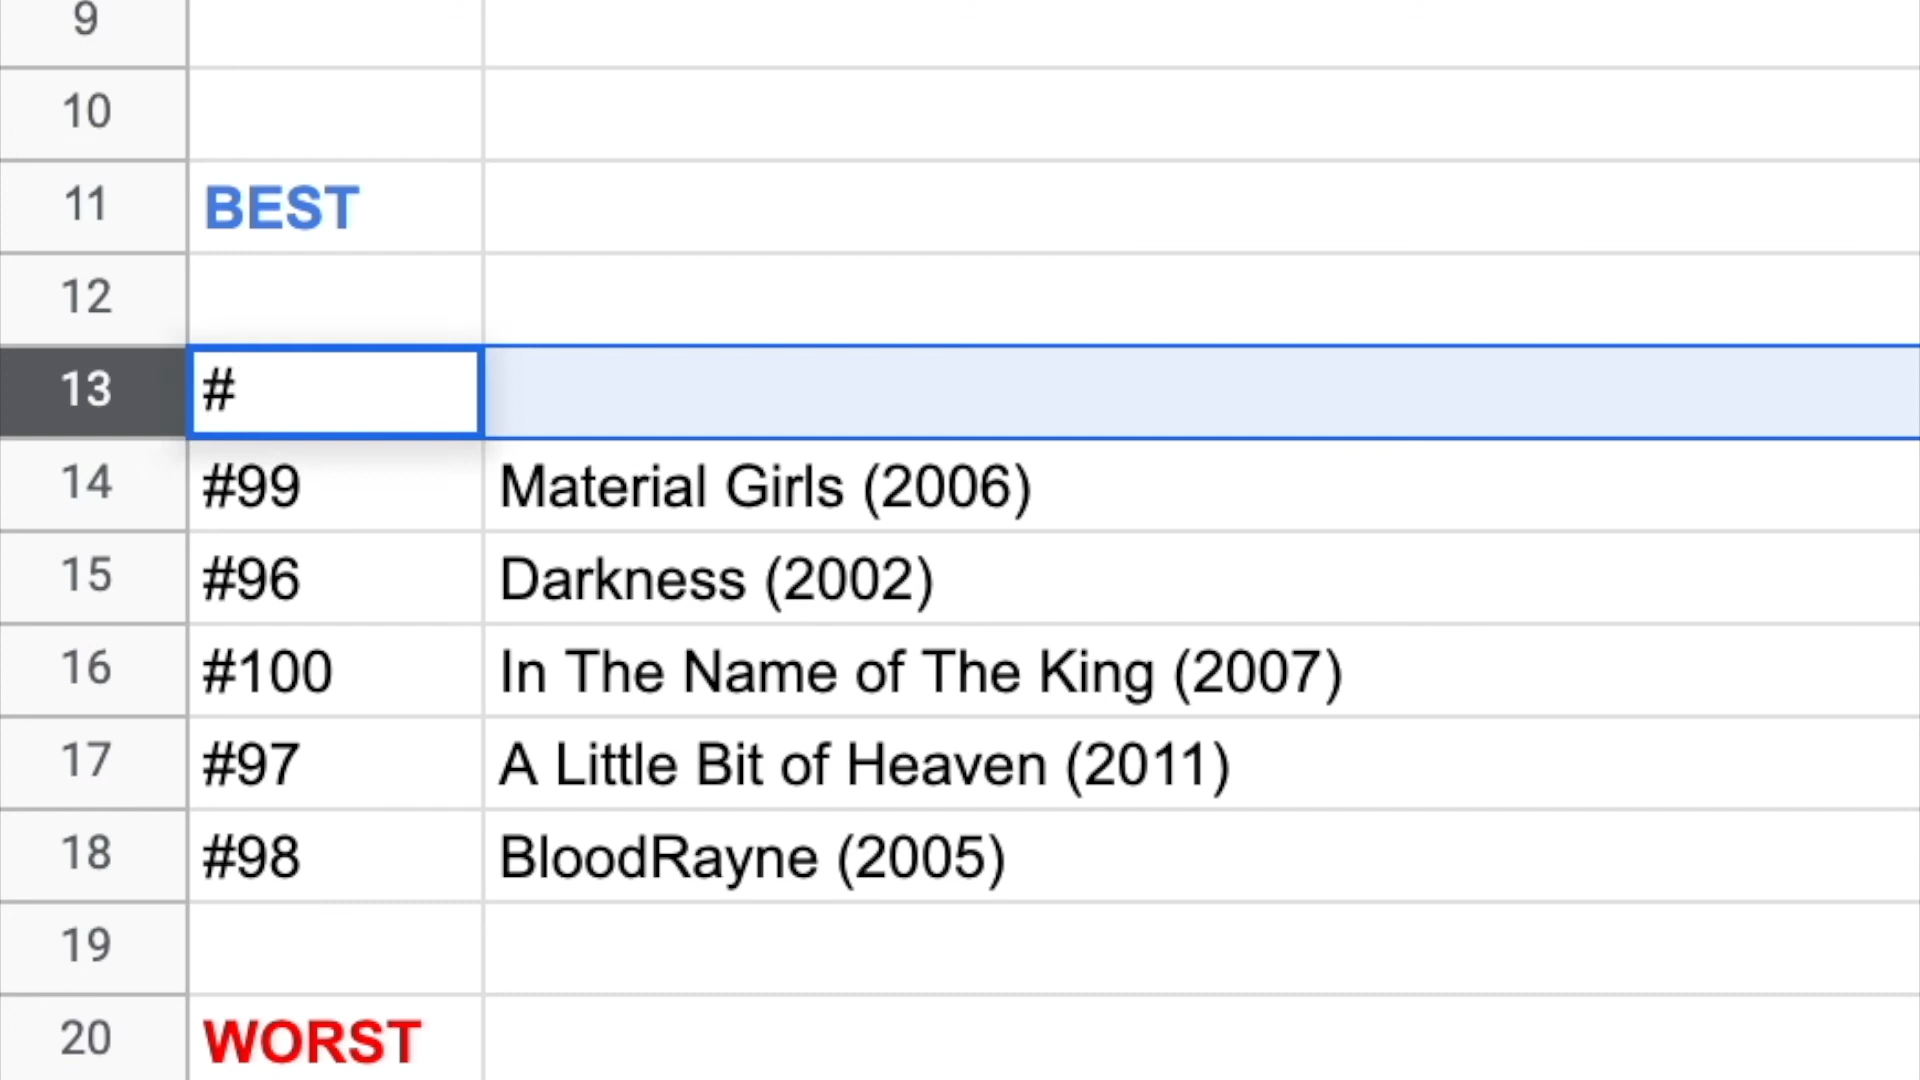 9
10
11 BEST
12
13 #
14 #99 Material Girls (2006)
15 #96 Darkness (2002)
16 #100 In The Name of The King (2007)
17 #97 A Little Bit of Heaven (2011)
18 #98 BloodRayne (2005)
19
20 WORST